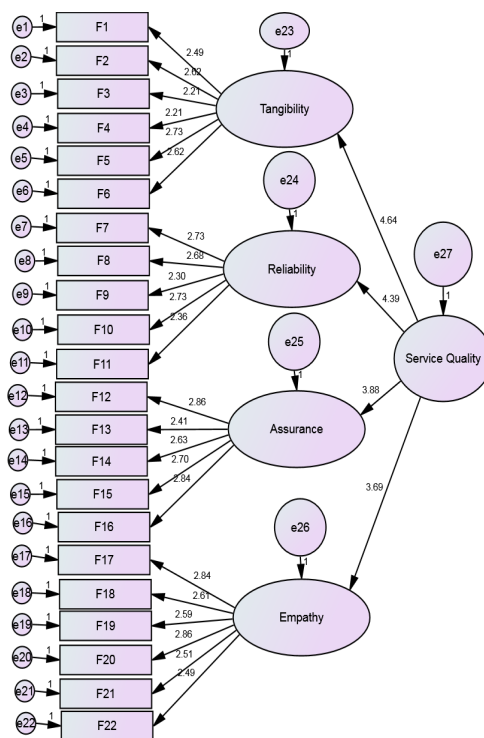 e1 1 F1
e2 1 F2
e3 1 F3
e4 1 F4
e5 1 F5
e6 1 F6
e7 1 F7
e8 1 F8
e9 1 F9
e10 1 F10
e11 1 F11
e12 1 F12
e13 1 F13
e14 1 F14
e15 1 F15
e16 1 F16
e17 1 F17
e18 1 F18
e19 1 F19
e20 1 F20
e21 1 F21
e22 1 F22
2.49
2.62
2.21
2.21
2.73
2.62
2.73
2.68
2.30
2.73
2.36
2.86
2.41
2.63
2.70
2.84
2.84
2.61
2.59
2.86
2.51
2.49
e23
1
Tangibility
e24
1
Reliability
e25
1
Assurance
e26
1
Empathy
4.64
4.39
3.88
3.69
e27
1
Service Quality